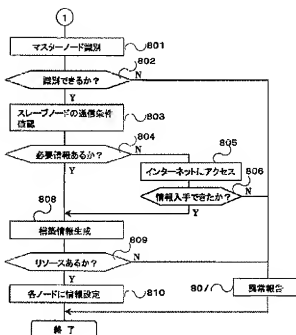 1
マスターノード識別
801
802
識別できるか？
N
Y
スレーブノードの通信条件
確認
803
804
必要情報あるか？
N
805
インターネットにアクセス
806
Y
情報入手できたか？
N
Y
808
構築情報生成
809
リソースあるか？
N
Y
807
異常報告
各ノードに情報設定
810
終了